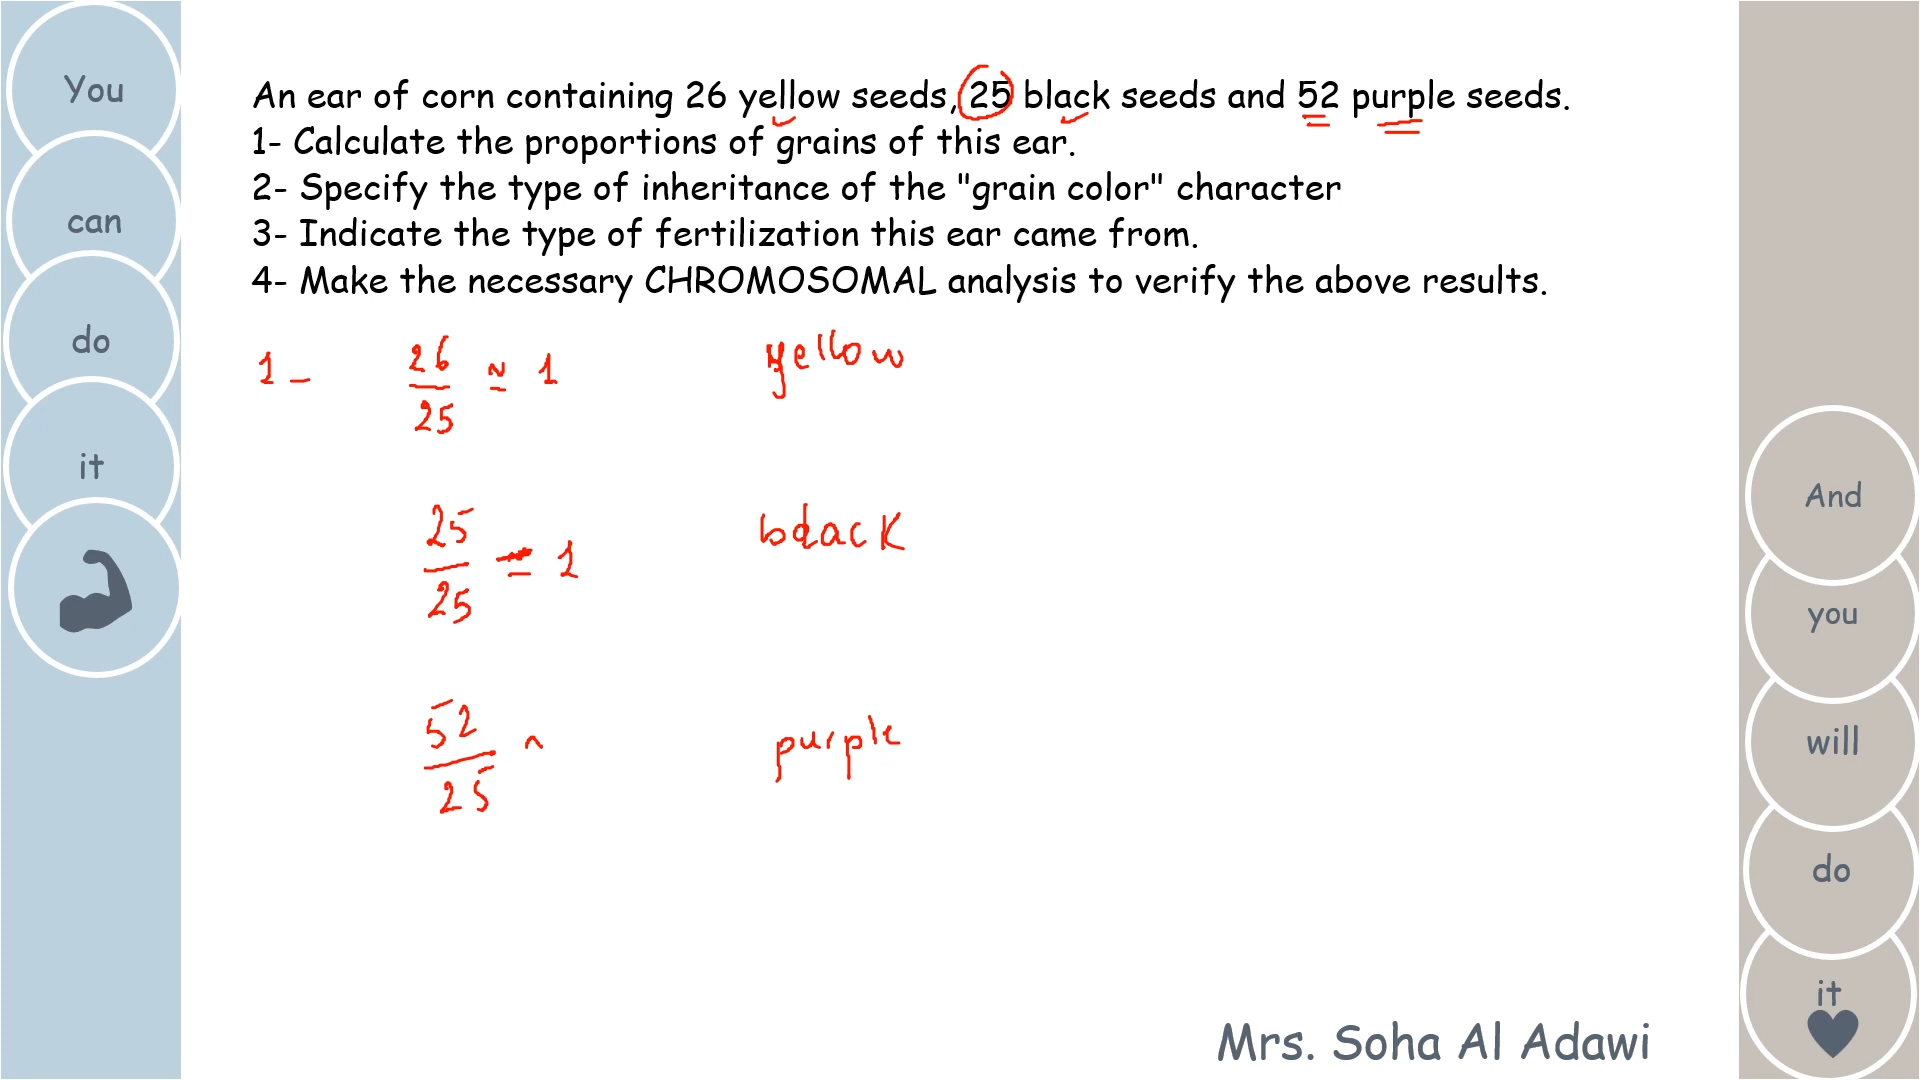 You
can
do
it
An ear of corn containing 26 yellow seeds, 25 black seeds and 52 purple seeds.
1- Calculate the proportions of grains of this ear.
2- Specify the type of inheritance of the "grain color" character
3- Indicate the type of fertilization this ear came from.
4- Make the necessary CHROMOSOMAL analysis to verify the above results.
1- 26/25 ≃ 1 yellow
25/25 = 1 black
52/25 ~ purple
And
you
will
do
it
Mrs. Soha Al Adawi